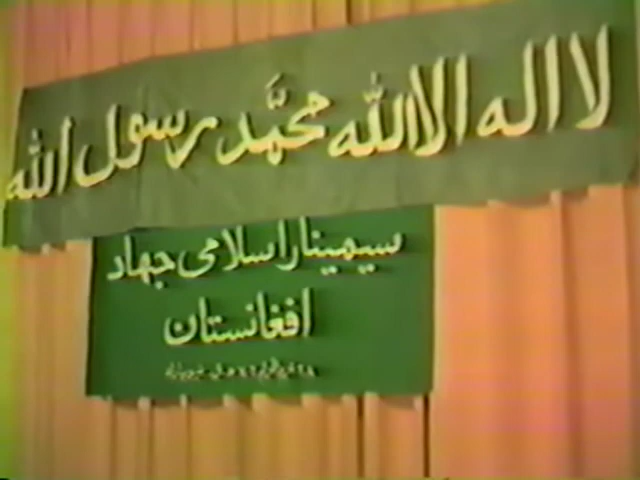 لا اله الا الله محمد رسول الله
سیمینار اسلامی جهاد
افغانستان